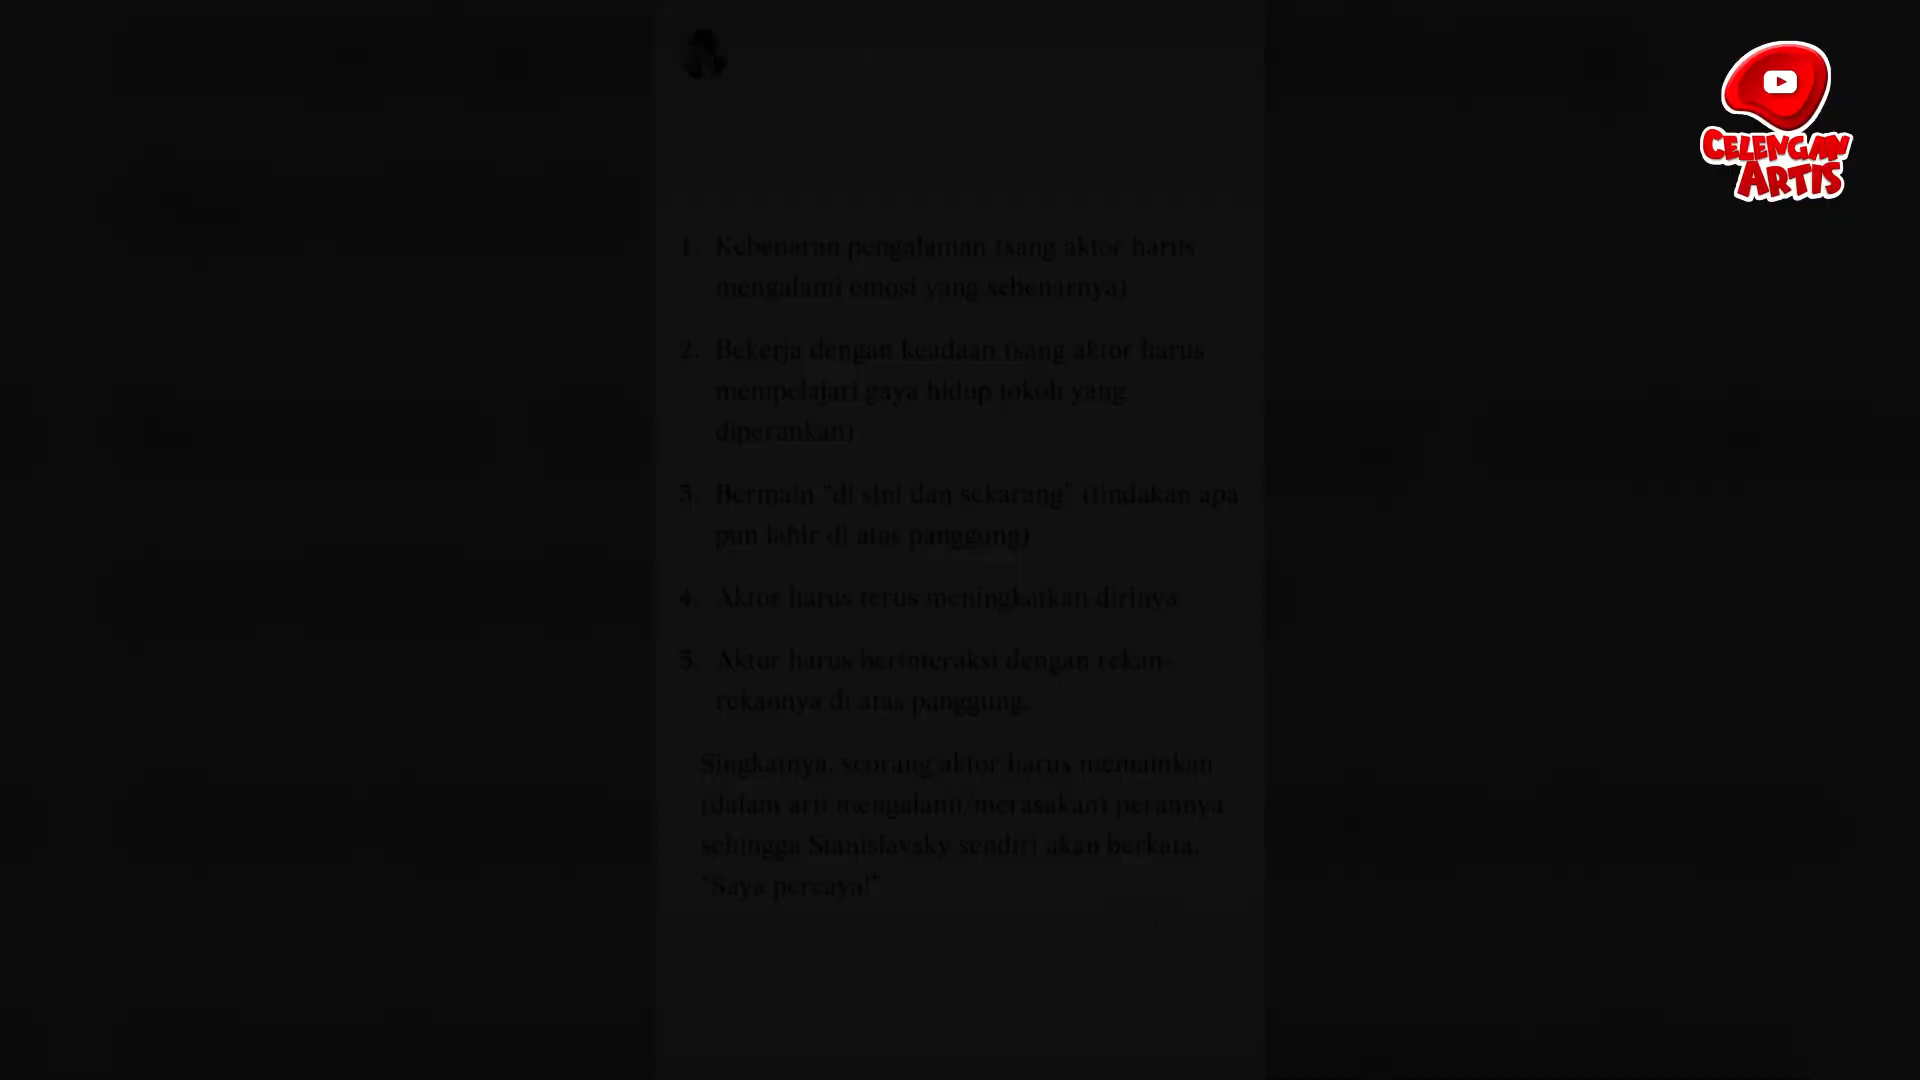 CELENGAN
ARTIS
1. Kebenaran pengalaman (sang aktor harus
mengalami emosi yang sebenarnya)
2. Bekerja dengan keadaan (sang aktor harus
mempelajari gaya hidup tokoh yang
diperankan)
3. Bermain "di sini dan sekarang" (tindakan apa
pun lahir di atas panggung)
4. Aktor harus terus meningkatkan dirinya
5. Aktor harus berinteraksi dengan rekan-
rekannya di atas panggung.
Singkatnya, seorang aktor harus memainkan
(dalam arti mengalami/merasakan) perannya
sehingga Stanislavsky sendiri akan berkata,
"Saya percaya!"